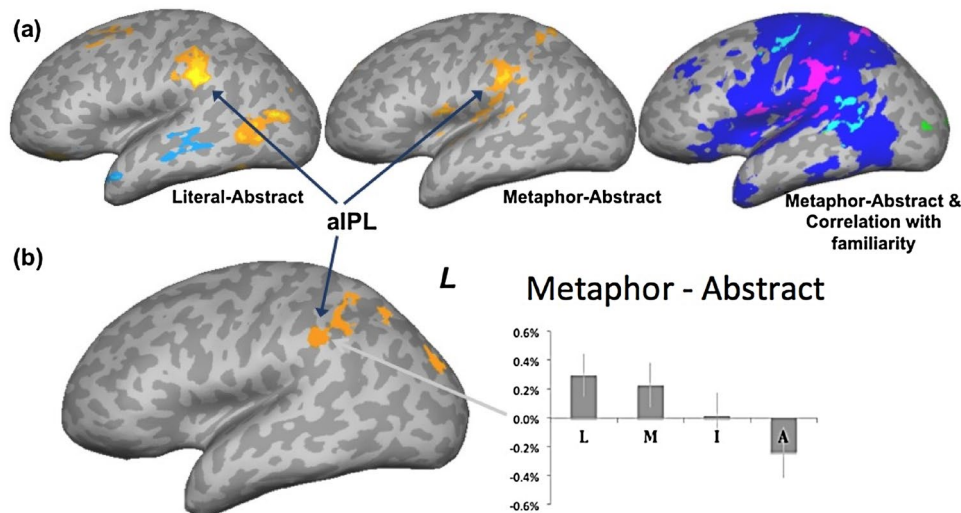 (a)
Literal-Abstract
Metaphor-Abstract
Metaphor-Abstract &
Correlation with
familiarity
aIPL
(b)
L
Metaphor - Abstract
0.6%
0.4%
0.2%
0.0%
-0.2%
-0.4%
-0.6%
L M I A